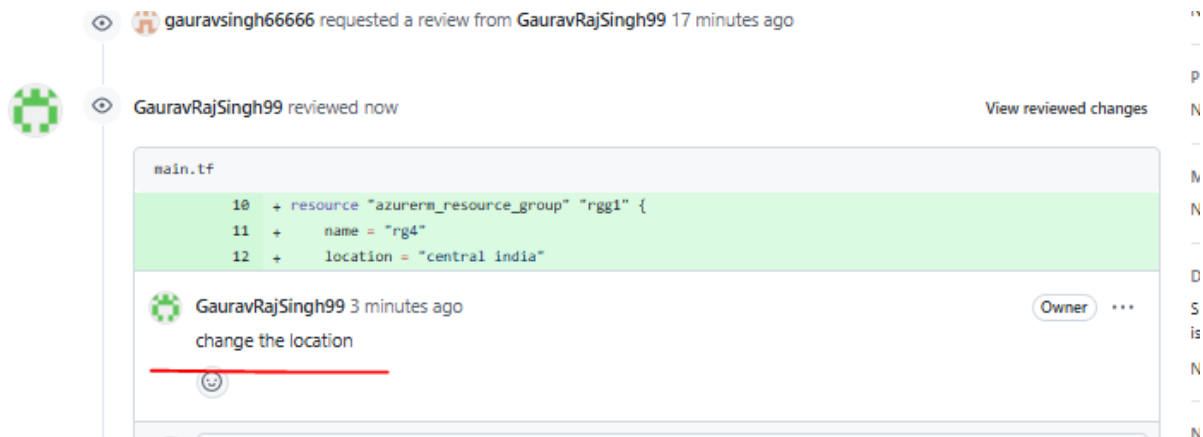 gauravsingh66666 requested a review from GauravRajSingh99 17 minutes ago
GauravRajSingh99 reviewed now
View reviewed changes
main.tf
10 + resource "azurerm_resource_group" "rgg1" {
11 + name = "rg4"
12 + location = "central india"
GauravRajSingh99 3 minutes ago
Owner ...
change the location